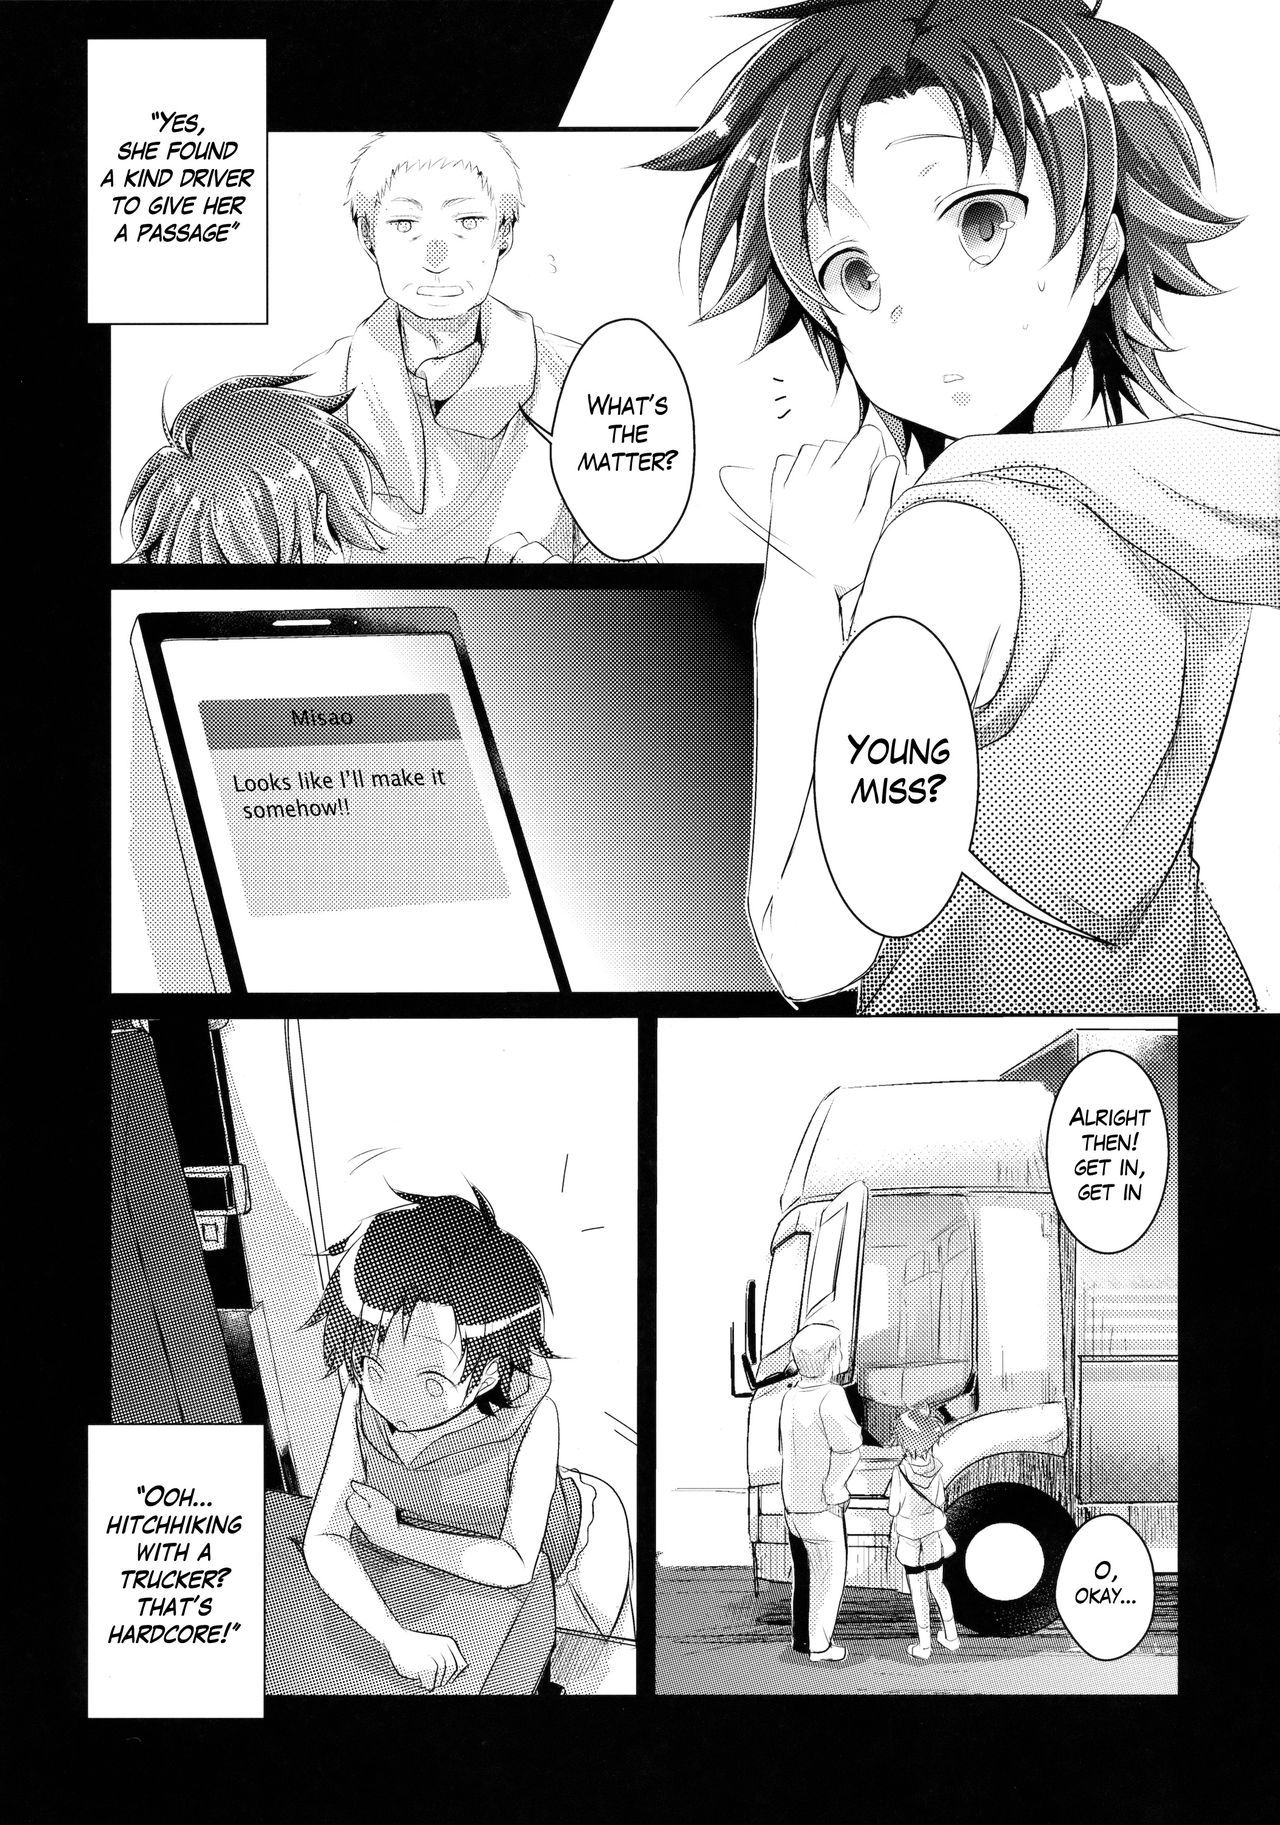 "YES,
SHE FOUND
A KIND DRIVER
TO GIVE HER
A PASSAGE"
WHAT'S
THE
MATTER?
YOUNG
MISS?
Misao
Looks like I'll make it
somehow!!
ALRIGHT
THEN!
GET IN,
GET IN
O,
OKAY...
"OOH...
HITCHHIKING
WITH A
TRUCKER?
THAT'S
HARDCORE!"